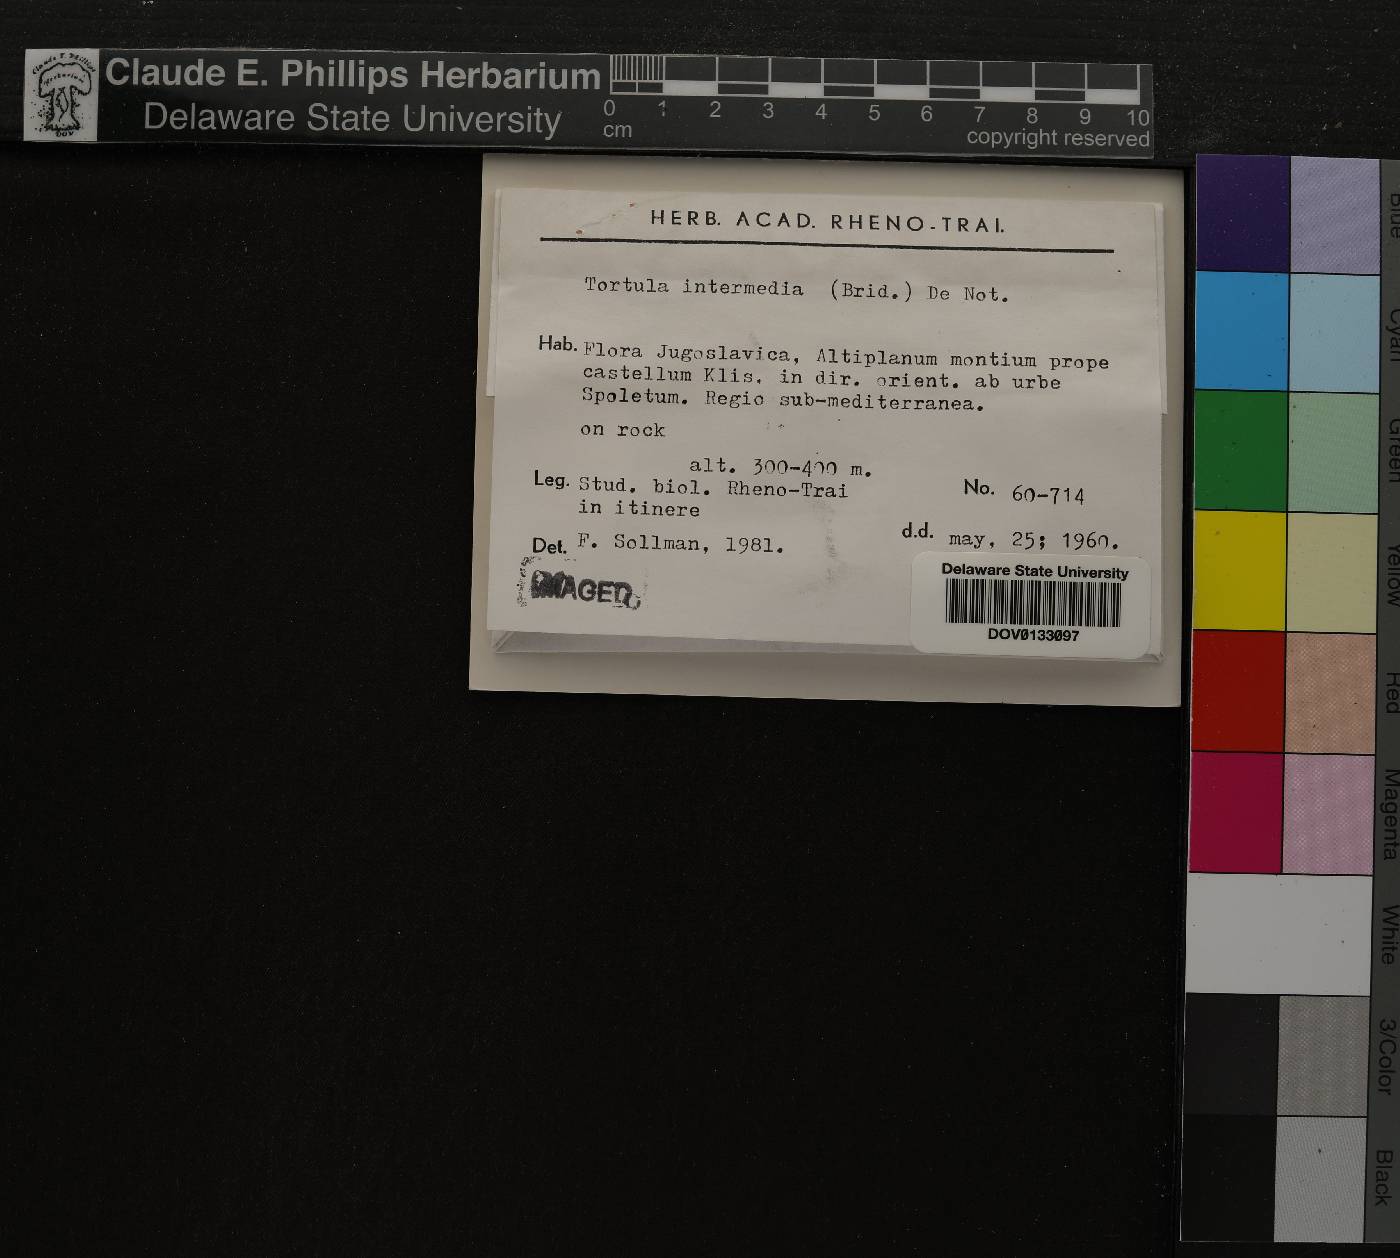 Claude E. Phillips Herbarium
Delaware State University
0 1 2 3 4 5 6 7 8 9 10
cm
copyright reserved
HERB. ACAD. RHENO-TRAI.
Tortula intermedia (Brid.) De Not.
Hab. Flora Jugoslavica, Altiplanum montium prope
castellum Klis. in dir. orient. ab urbe
Spoletum. Regio sub-mediterranea.
on rock
alt. 300-400 m.
Leg. Stud. biol. Rheno-Trai
in itinere
No. 60-714
Det. F. Sollman, 1981.
d.d. may, 25; 1960.
IMAGED
Delaware State University
DOV0133097
Blue
Cyan
Green
Yellow
Red
Magenta
White
3/Color
Black